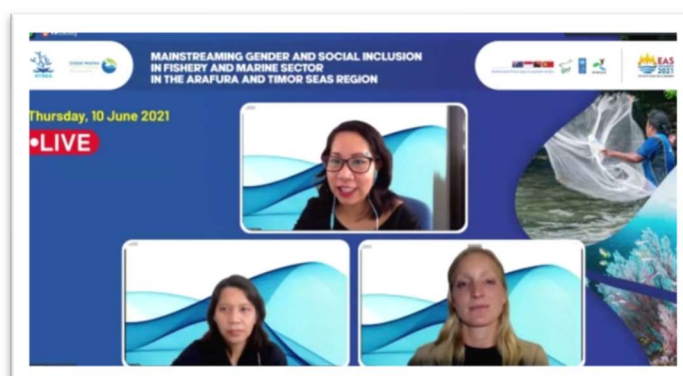 MAINSTREAMING GENDER AND SOCIAL INCLUSION
IN FISHERY AND MARINE SECTOR
IN THE ARAFURA AND TIMOR SEAS REGION
EAS
2021
Thursday, 10 June 2021
•LIVE